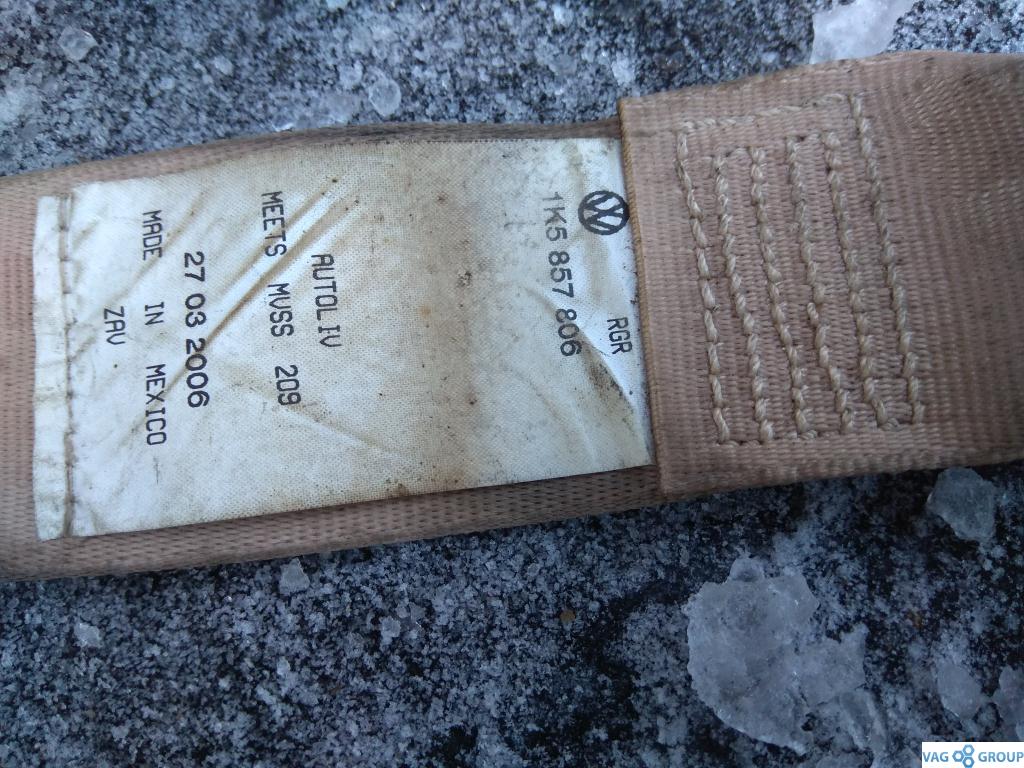 RGR
1K5 857 806
AUTOLIV
MEETS MVSS 209
27 03 2006
MADE IN MEXICO
ZAV
VAG GROUP